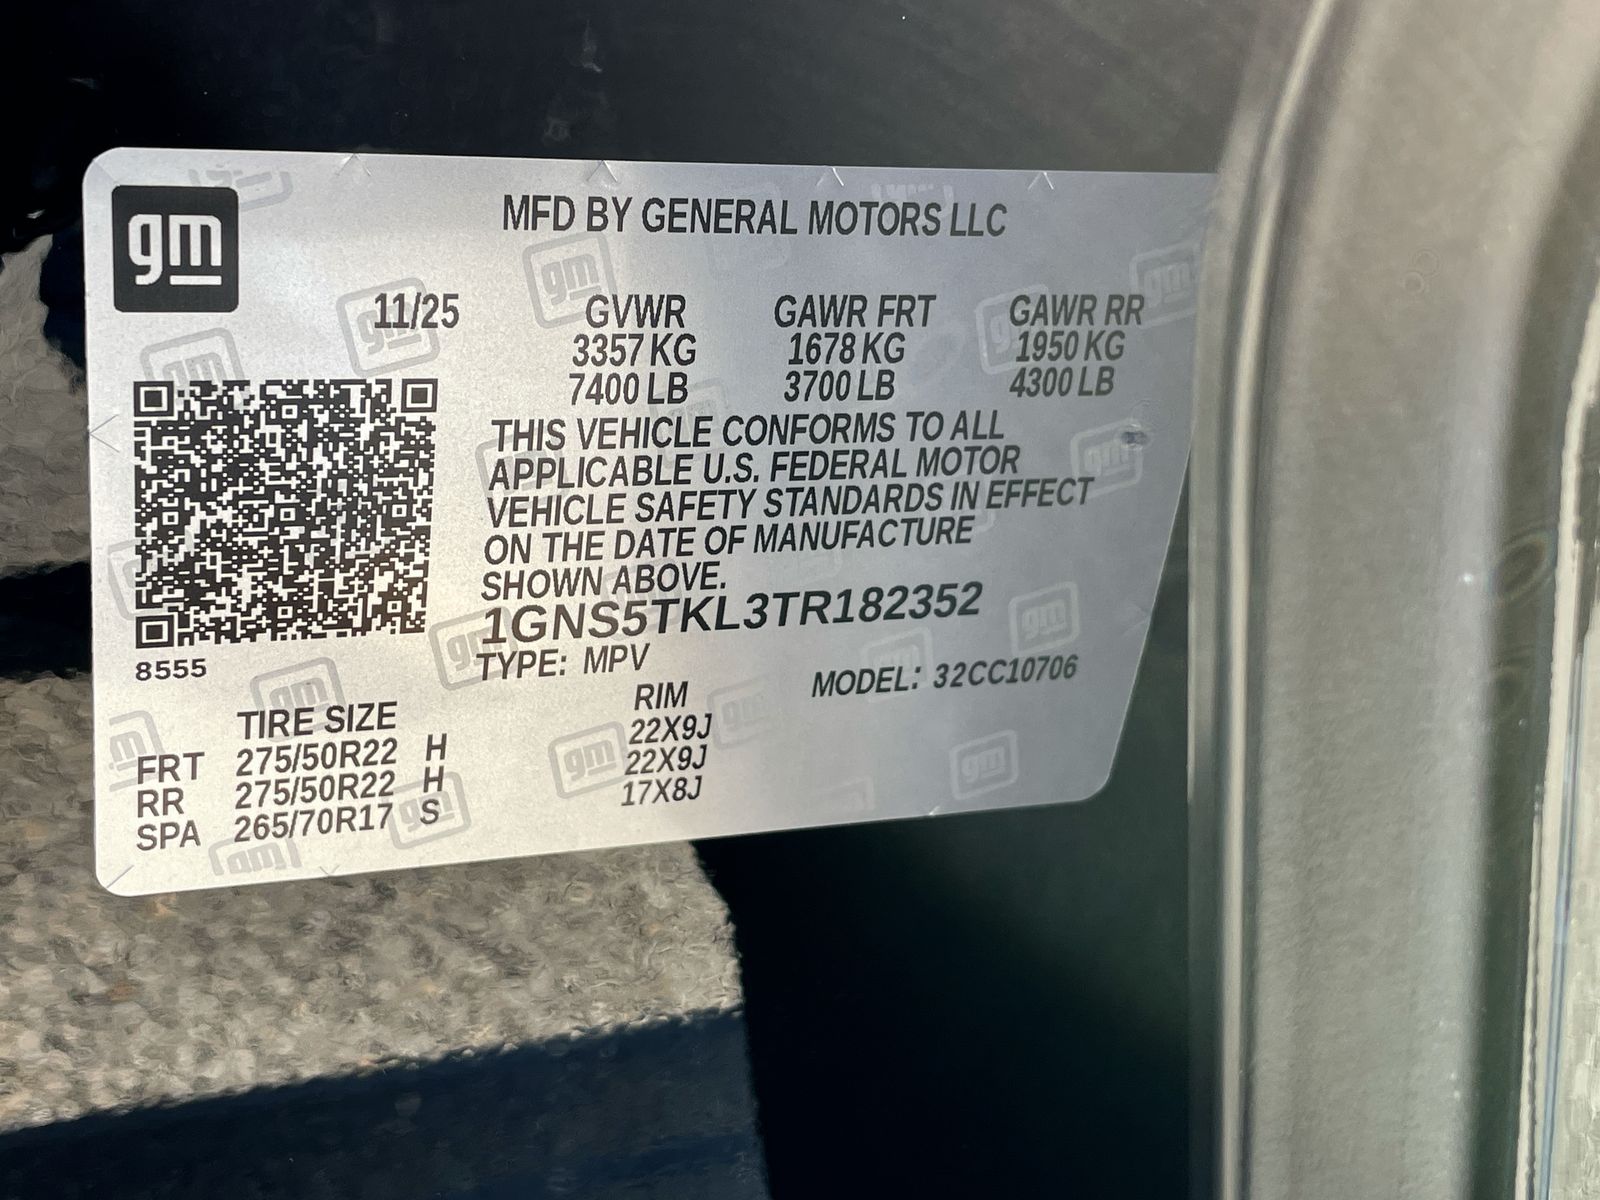 gm
MFD BY GENERAL MOTORS LLC
11/25 GVWR GAWR FRT GAWR RR
3357 KG 1678 KG 1950 KG
7400 LB 3700 LB 4300 LB
THIS VEHICLE CONFORMS TO ALL
APPLICABLE U.S. FEDERAL MOTOR
VEHICLE SAFETY STANDARDS IN EFFECT
ON THE DATE OF MANUFACTURE
SHOWN ABOVE.
1GNS5TKL3TR182352
8555
TYPE: MPV MODEL: 32CC10706
TIRE SIZE RIM
FRT 275/50R22 H 22X9J
RR 275/50R22 H 22X9J
SPA 265/70R17 S 17X8J